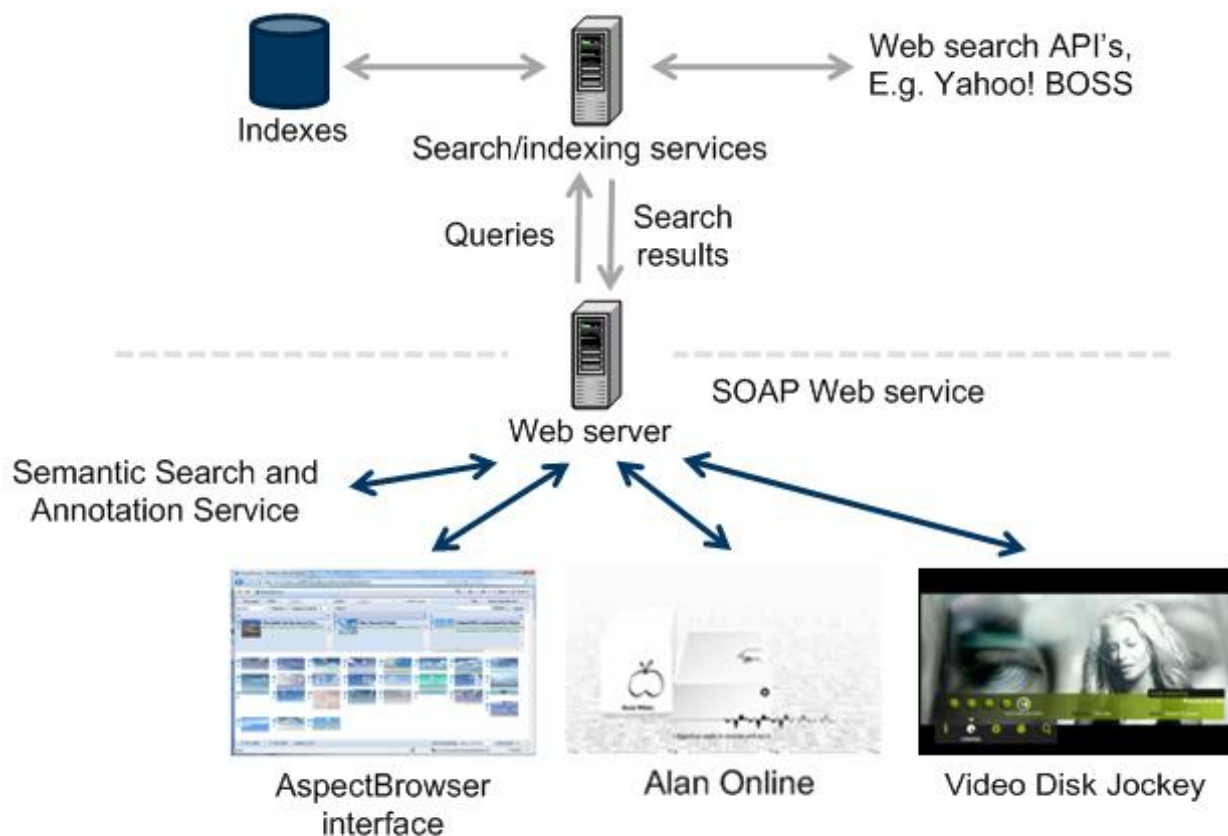 Web search API's,
E.g. Yahoo! BOSS
Indexes
Search/indexing services
Queries
Search
results
SOAP Web service
Web server
Semantic Search and
Annotation Service
AspectBrowser
interface
Alan Online
Video Disk Jockey